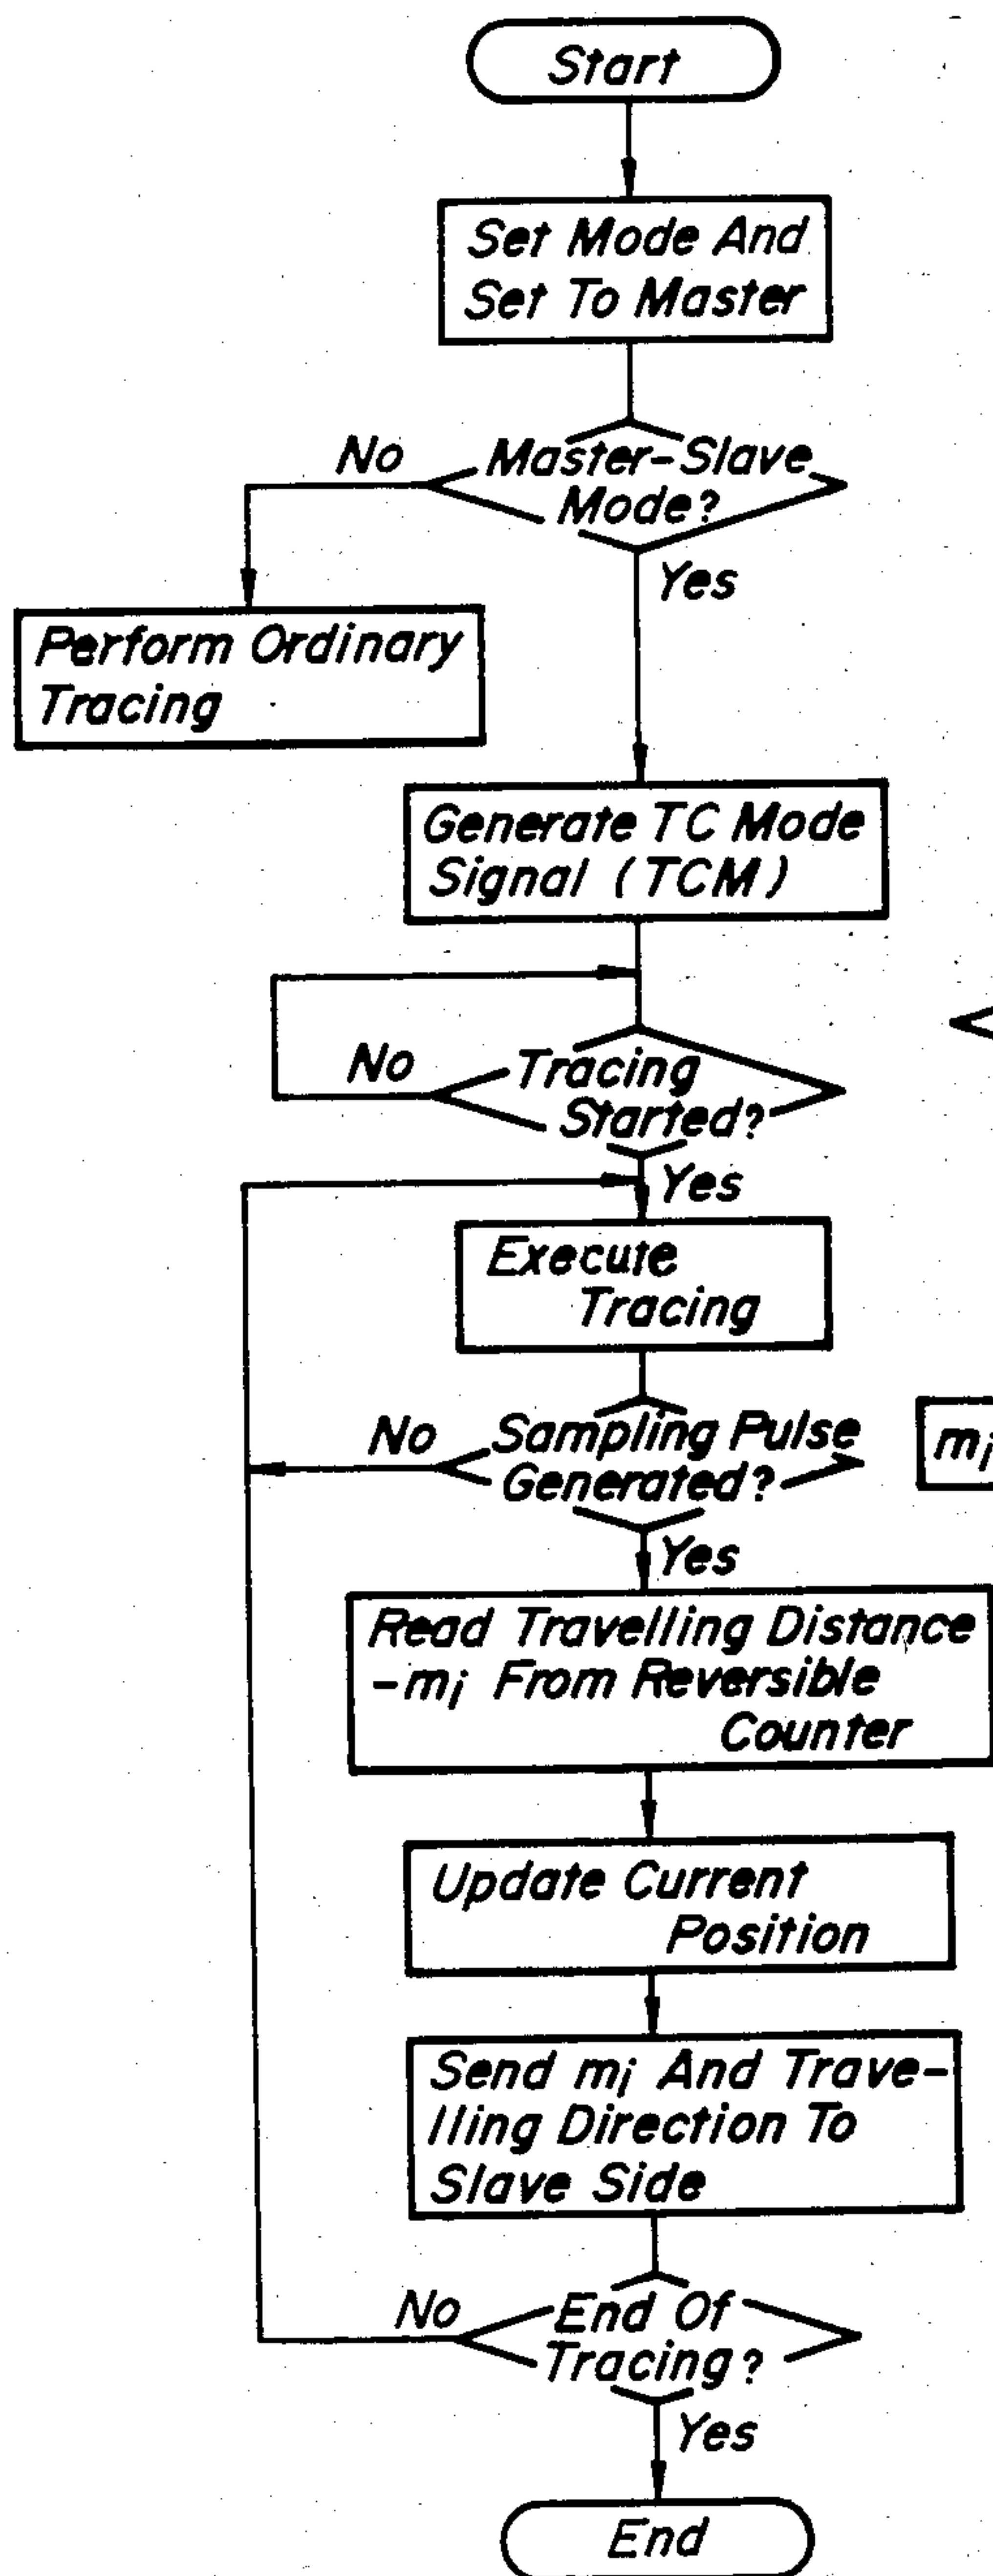 Start
Set Mode And
Set To Master
No
Master-Slave
Mode?
Yes
Perform Ordinary
Tracing
Generate TC Mode
Signal (TCM)
No
Tracing
Started?
Yes
Execute
Tracing
No
Sampling Pulse
Generated?
mi
Yes
Read Travelling Distance
-mi From Reversible
Counter
Update Current
Position
Send mi And Trave-
lling Direction To
Slave Side
No
End Of
Tracing?
Yes
End